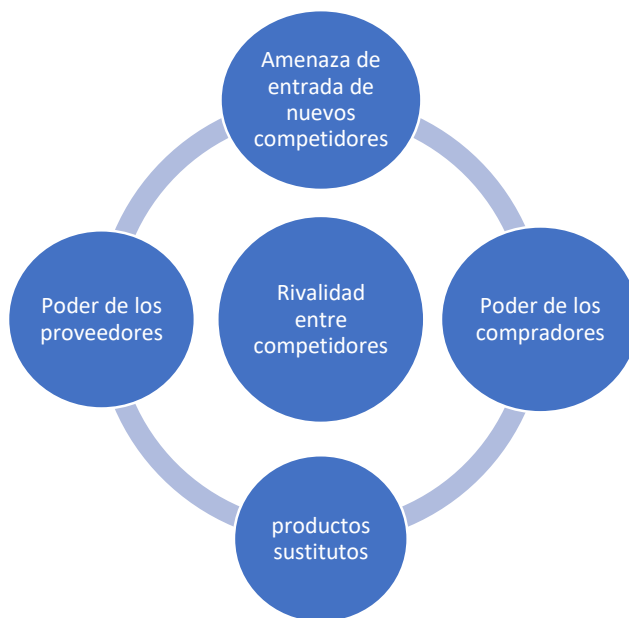 Amenaza de
entrada de
nuevos
competidores
Poder de los
proveedores
Rivalidad
entre
competidores
Poder de los
compradores
productos
sustitutos